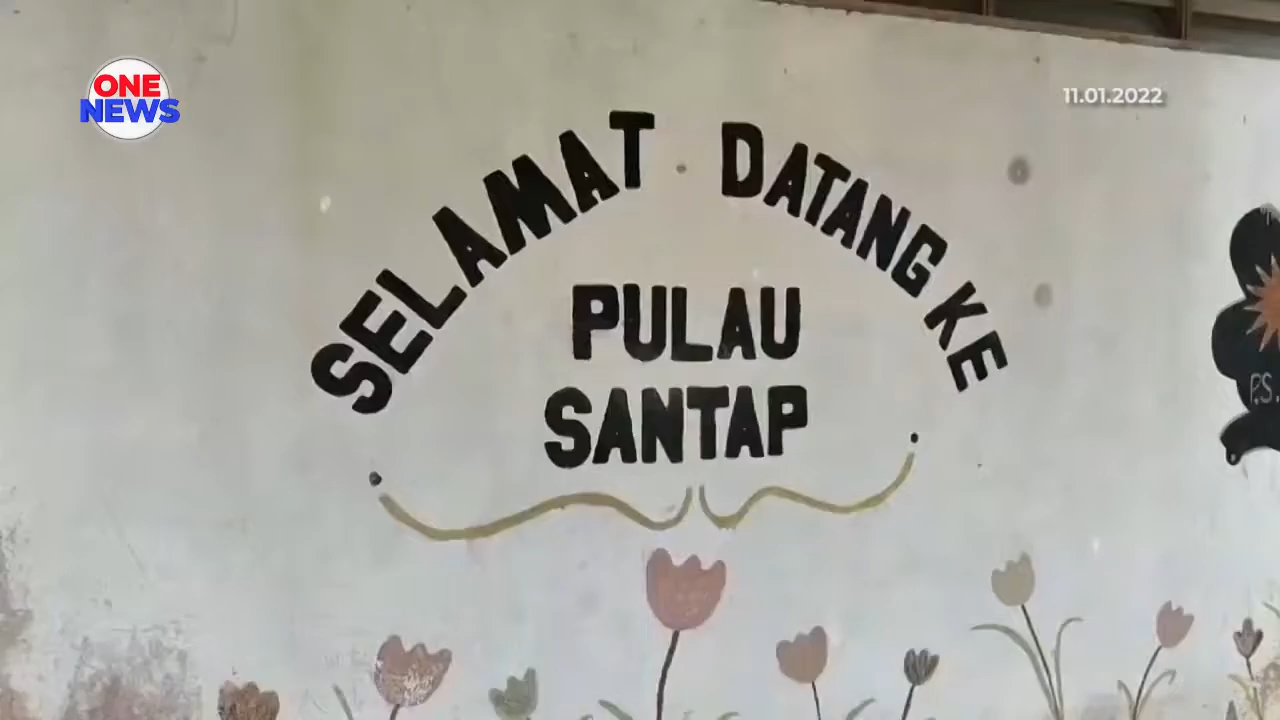 ONE
NEWS
11.01.2022
SELAMAT DATANG KE
PULAU
SANTAP
P.S.